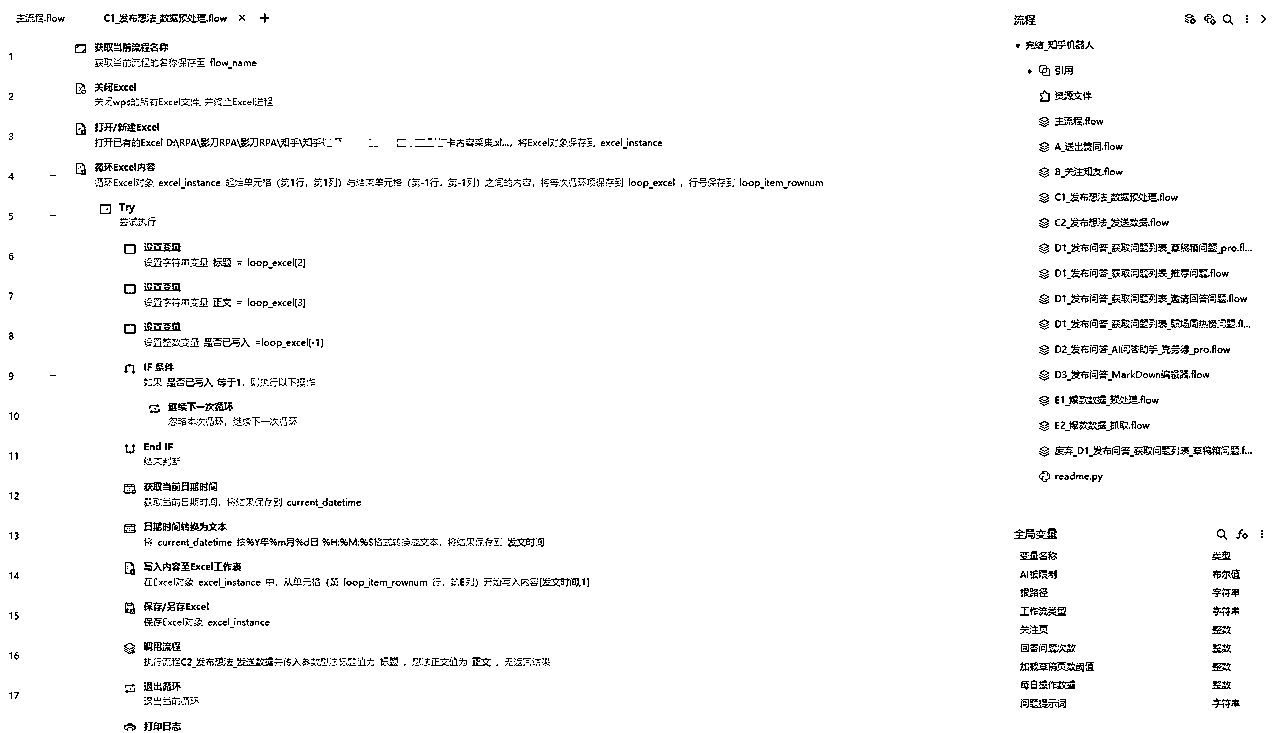 主流程.flow
C1_发布想法_数据预处理.flow
1
获取当前流程名称
获取当前流程的名称保存至 flow_name
2
关闭Excel
关闭wps的所有Excel文件,并终止Excel进程
3
打开/新建Excel
打开已有的Excel D:\RPA\影刀RPA\影刀RPA\知乎\知乎 卡内容采集.xl...，将Excel对象保存到 excel_instance
4
循环Excel内容
循环Excel对象 excel_instance 起始单元格（第1行，第1列）与结束单元格（第-1行，第-1列）之间的内容，将每次循环项保存到 loop_excel ，行号保存到 loop_item_rownum
5
Try
尝试执行
6
设置变量
设置字符串变量 标题 = loop_excel[2]
7
设置变量
设置字符串变量 正文 = loop_excel[3]
8
设置变量
设置整数变量 是否已写入 =loop_excel[-1]
9
IF 条件
如果 是否已写入 等于1，则执行以下操作
10
继续下一次循环
忽略本次循环，继续下一次循环
11
End IF
结束判断
12
获取当前日期时间
获取当前日期时间，将结果保存到 current_datetime
13
日期时间转换为文本
将 current_datetime 按%Y年%m月%d日 %H:%M:%S格式转换成文本，将结果保存到 发文时间
14
写入内容至Excel工作表
在Excel对象 excel_instance 中，从单元格（第 loop_item_rownum 行，第6列）开始写入内容[发文时间,1]
15
保存/另存Excel
保存Excel对象 excel_instance
16
调用流程
执行流程C2_发布想法_发送数据并传入参数想法标题值为 标题 ，想法正文值为 正文 ，无返回结果
17
退出循环
退出当前循环
打印日志
流程
完结_知乎机器人
引用
资源文件
主流程.flow
A_送出赞同.flow
B_关注知友.flow
C1_发布想法_数据预处理.flow
C2_发布想法_发送数据.flow
D1_发布问答_获取问题列表_草稿箱问题_pro.fl...
D1_发布问答_获取问题列表_推荐问题.flow
D1_发布问答_获取问题列表_邀请回答问题.flow
D1_发布问答_获取问题列表_职场周热榜问题.fl...
D2_发布问答_AI问答助手_竞务缘_pro.flow
D3_发布问答_MarkDown编辑器.flow
E1_爆款数据_预处理.flow
E2_爆款数据_抓取.flow
废弃_D1_发布问答_获取问题列表_草稿箱问题.f...
readme.py
全局变量
变量名称 类型
AI被限制 布尔值
根路径 字符串
工作流类型 字符串
关注页 整数
回答问题次数 整数
加载草稿页数阈值 整数
每日操作数据 整数
问题提示词 字符串